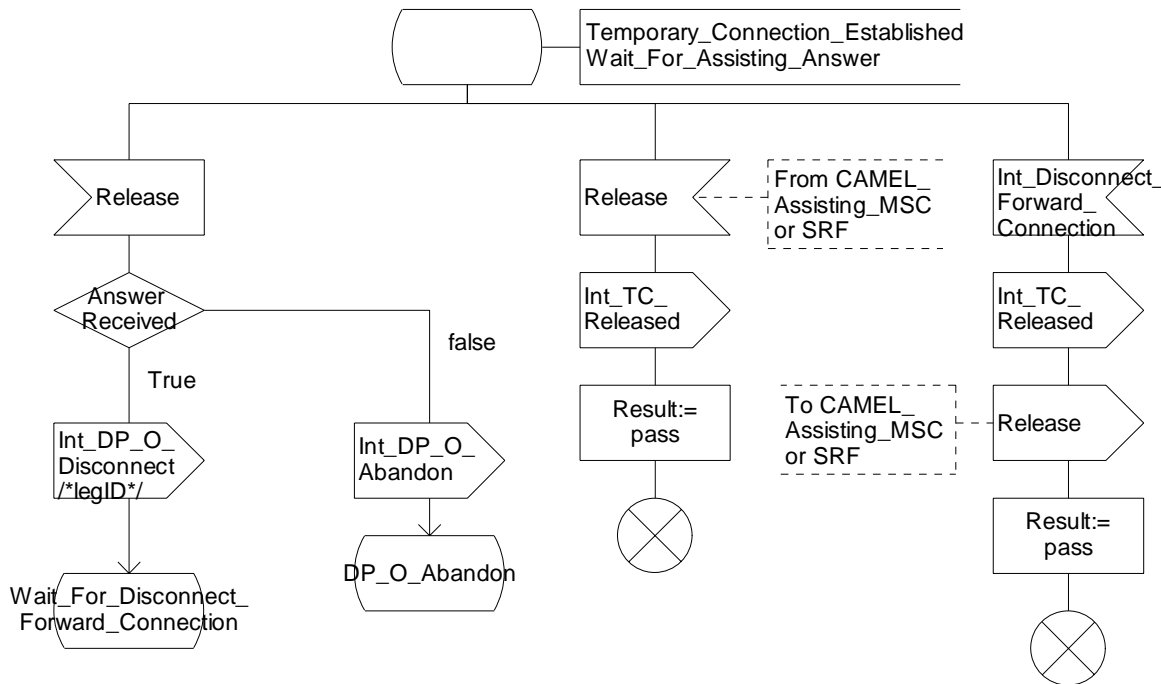 Temporary_Connection_Established
Wait_For_Assisting_Answer
Release
Release
From CAMEL_
Assisting_MSC
or SRF
Int_Disconnect_
Forward_
Connection
Answer
Received
false
True
Int_TC_
Released
Int_TC_
Released
Int_DP_O_
Disconnect
/*legID*/
Int_DP_O_
Abandon
Result:=
pass
To CAMEL_
Assisting_MSC
or SRF
Release
Wait_For_Disconnect_
Forward_Connection
DP_O_Abandon
Result:=
pass